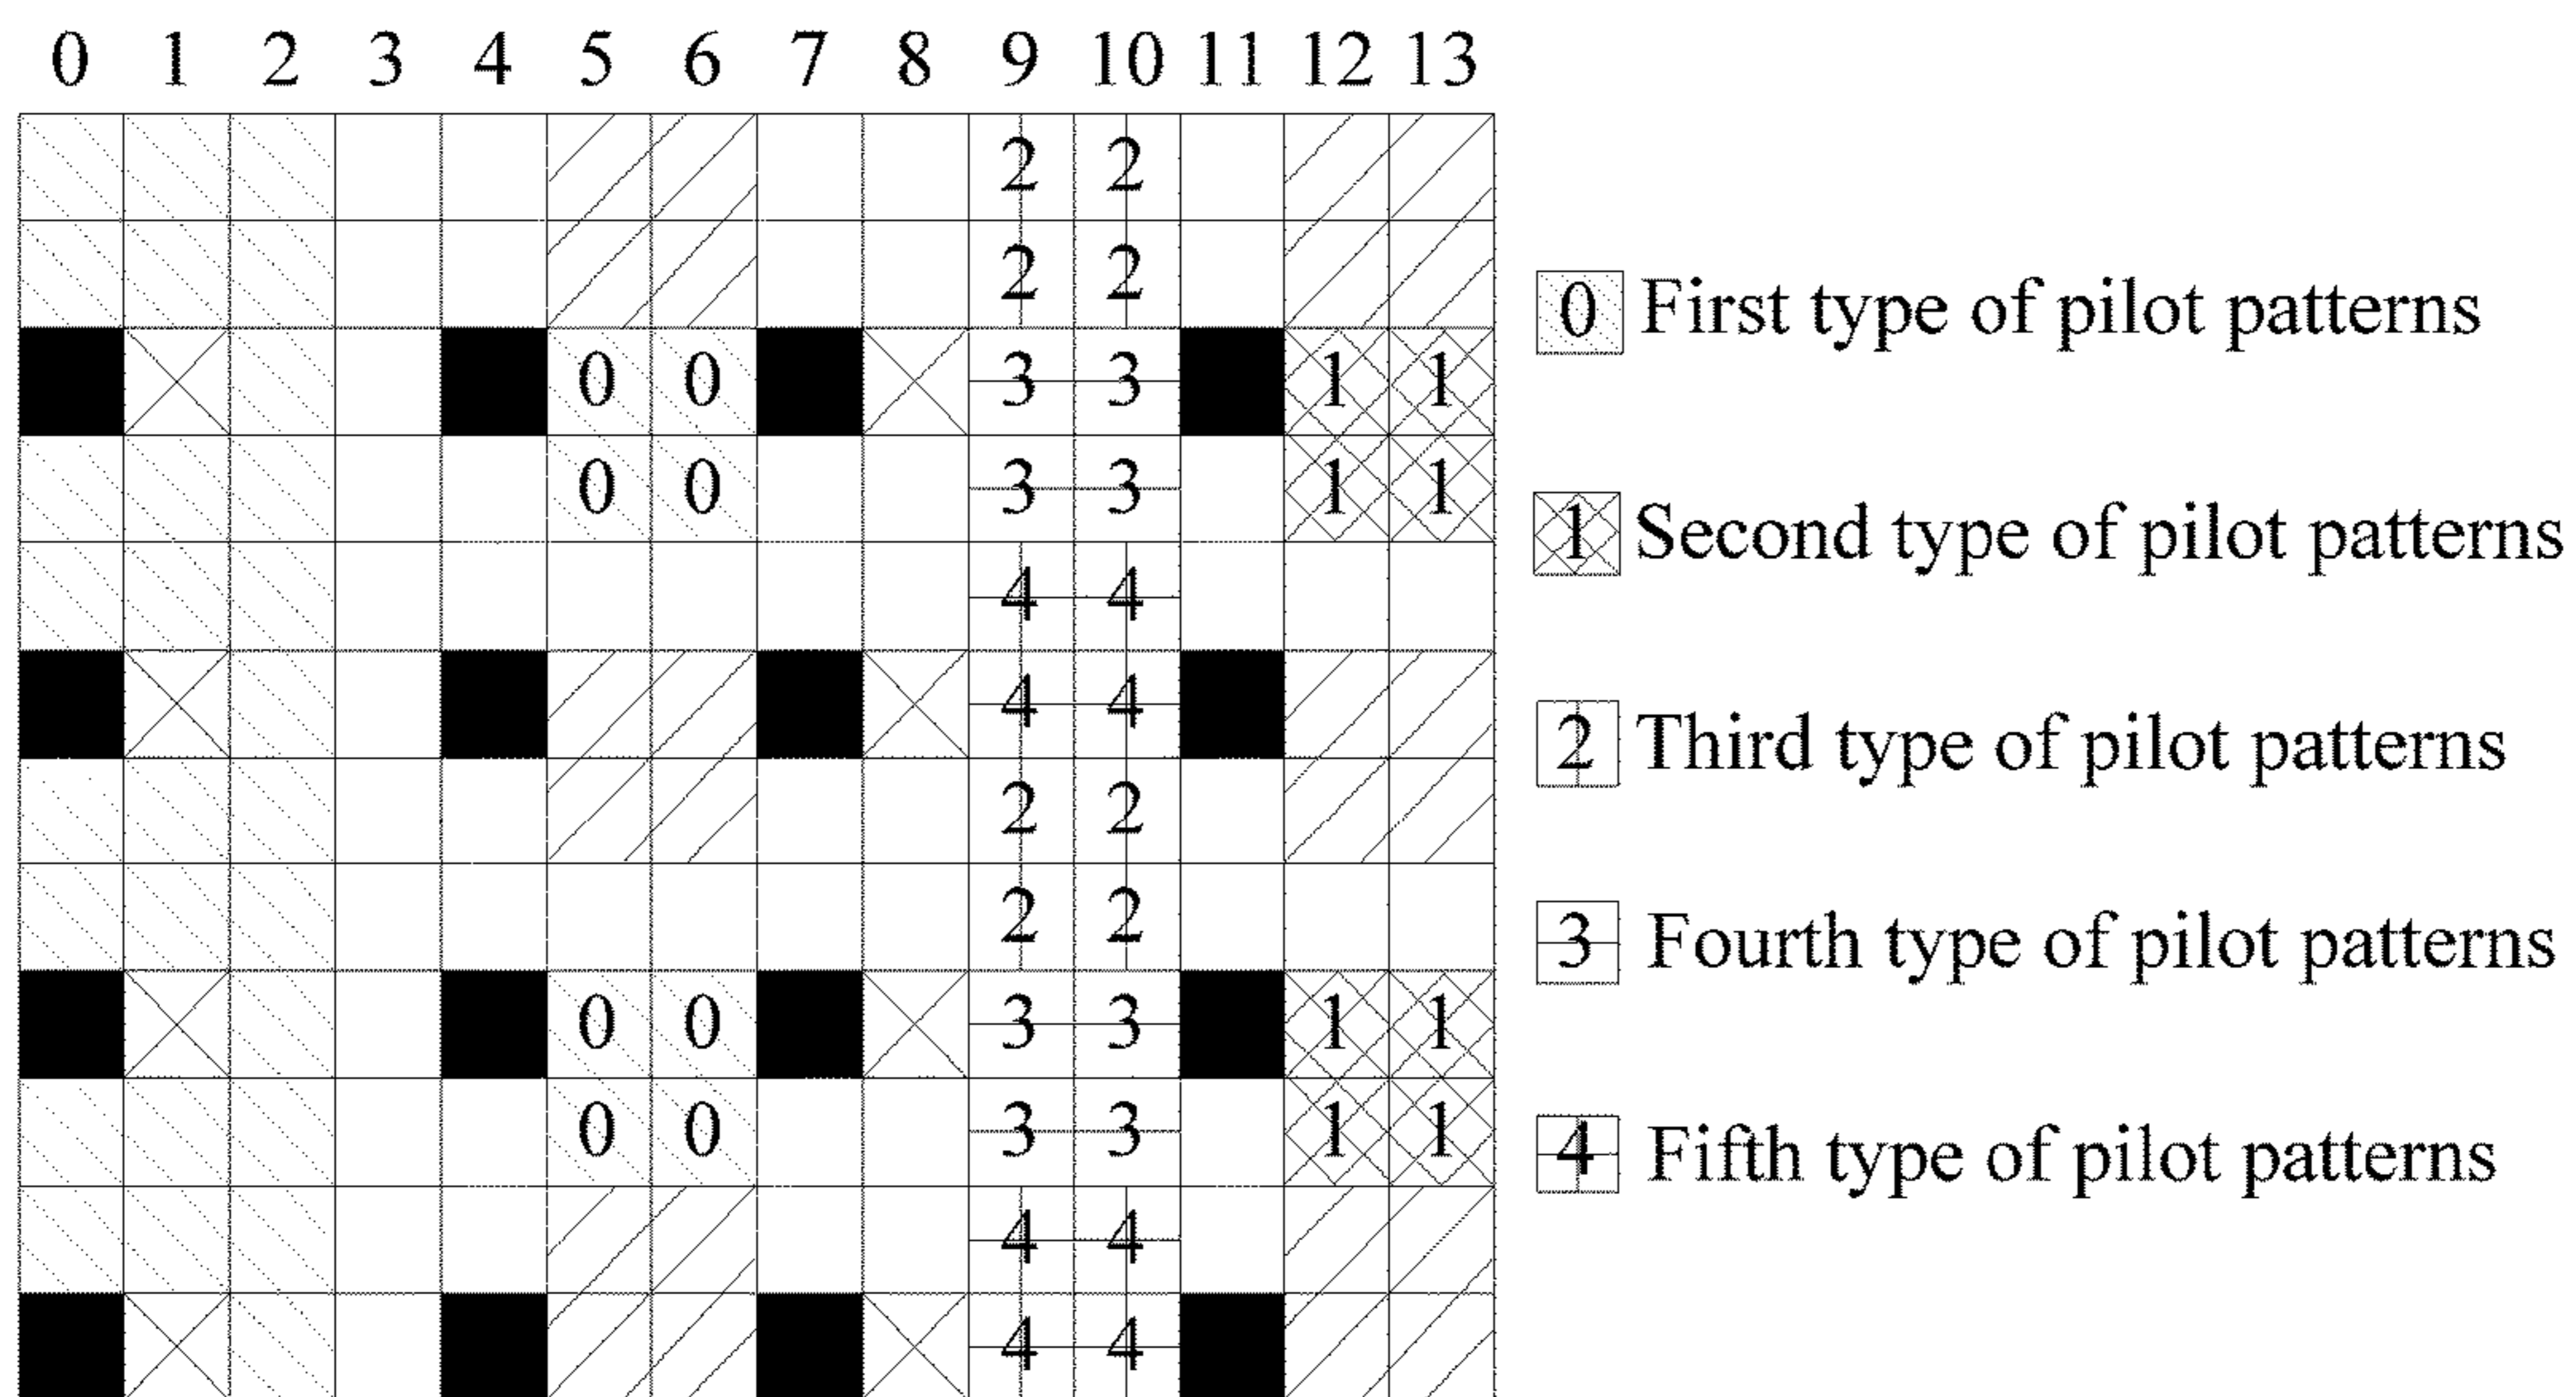 0 1 2 3 4 5 6 7 8 9 10 11 12 13
2 2
2 2
0 0 3 3 1 1
0 0 3 3 1 1
4 4
4 4
2 2
2 2
0 0 3 3 1 1
0 0 3 3 1 1
4 4
4 4
0 First type of pilot patterns
1 Second type of pilot patterns
2 Third type of pilot patterns
3 Fourth type of pilot patterns
4 Fifth type of pilot patterns